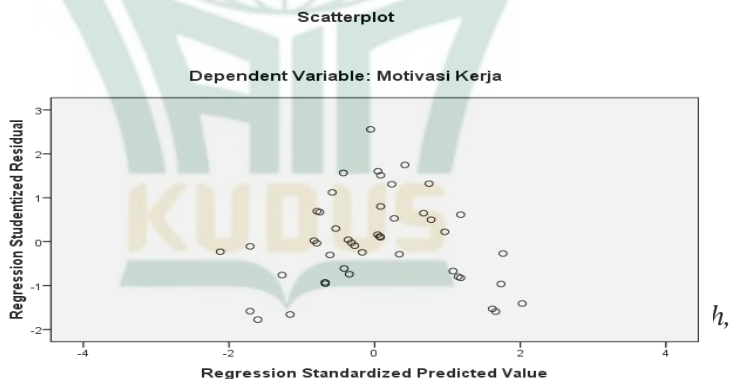 Scatterplot
Dependent Variable: Motivasi Kerja
Regression Studentized Residual
3
2
1
0
-1
-2
-4
-2
0
2
4
Regression Standardized Predicted Value
KUDUS
h,